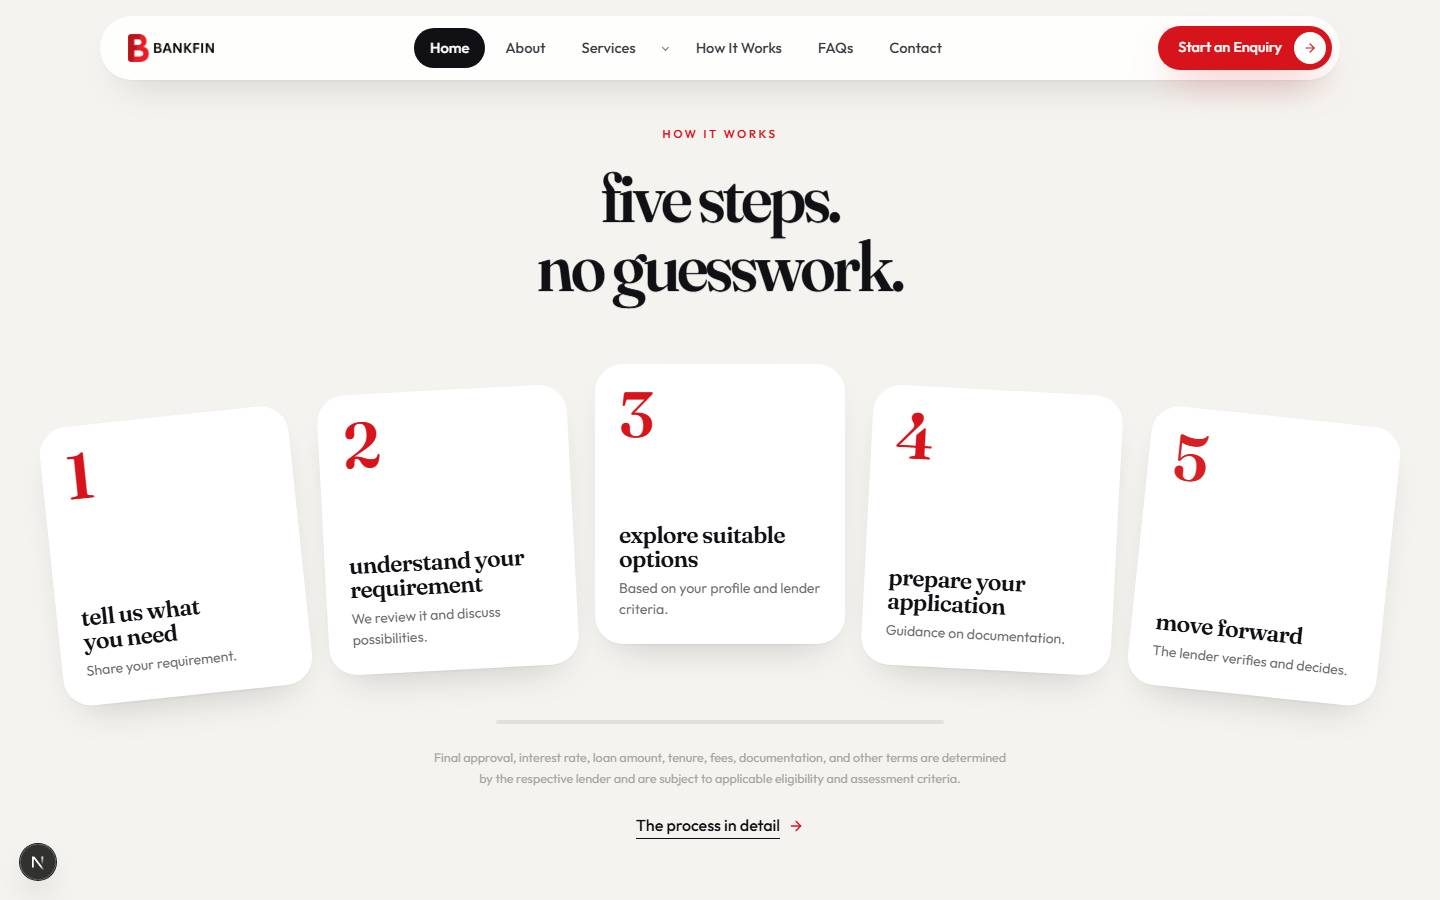 B BANKFIN
Home
About
Services
How It Works
FAQs
Contact
Start an Enquiry
HOW IT WORKS
five steps.
no guesswork.
1
tell us what
you need
Share your requirement.
2
understand your
requirement
We review it and discuss
possibilities.
3
explore suitable
options
Based on your profile and lender
criteria.
4
prepare your
application
Guidance on documentation.
5
move forward
The lender verifies and decides.
Final approval, interest rate, loan amount, tenure, fees, documentation, and other terms are determined
by the respective lender and are subject to applicable eligibility and assessment criteria.
The process in detail
N